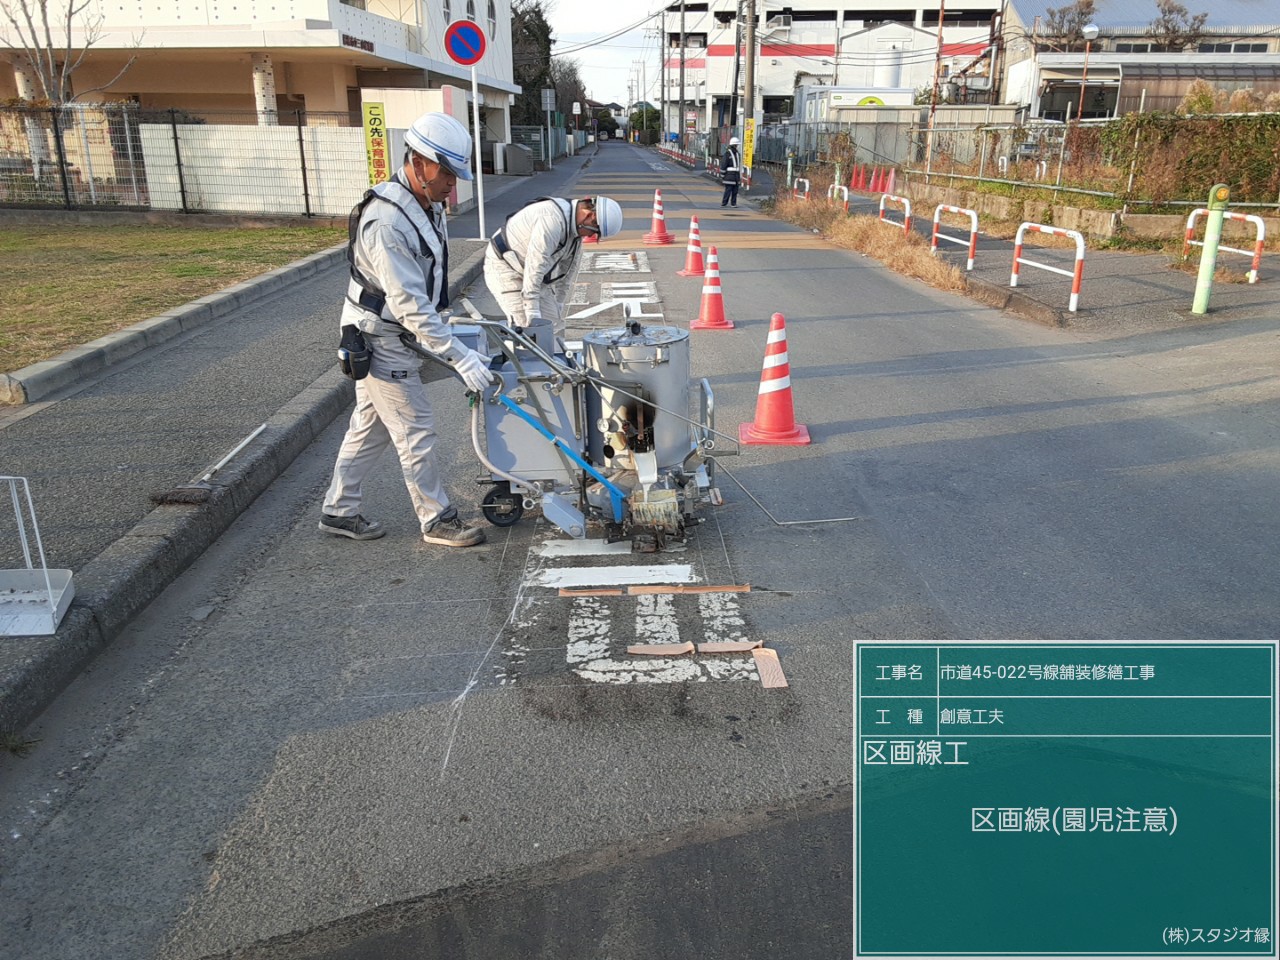 この先保育園あり
工事名 市道45-022号線舗装修繕工事
工 種 創意工夫
区画線工
区画線(園児注意)
(株)スタジオ縁